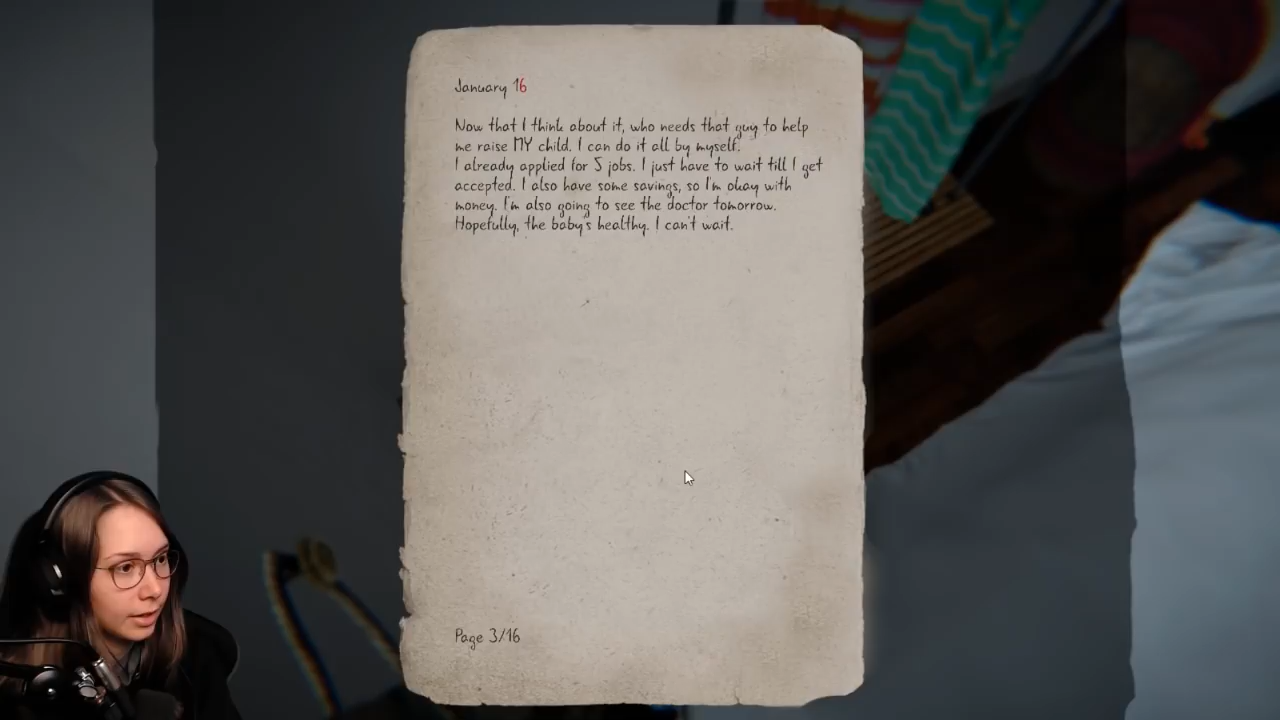 January 16
Now that I think about it, who needs that guy to help
me raise MY child. I can do it all by myself.
I already applied for 5 jobs. I just have to wait till I get
accepted. I also have some savings, so I'm okay with
money. I'm also going to see the doctor tomorrow.
Hopefully, the baby's healthy. I can't wait.
Page 3/16